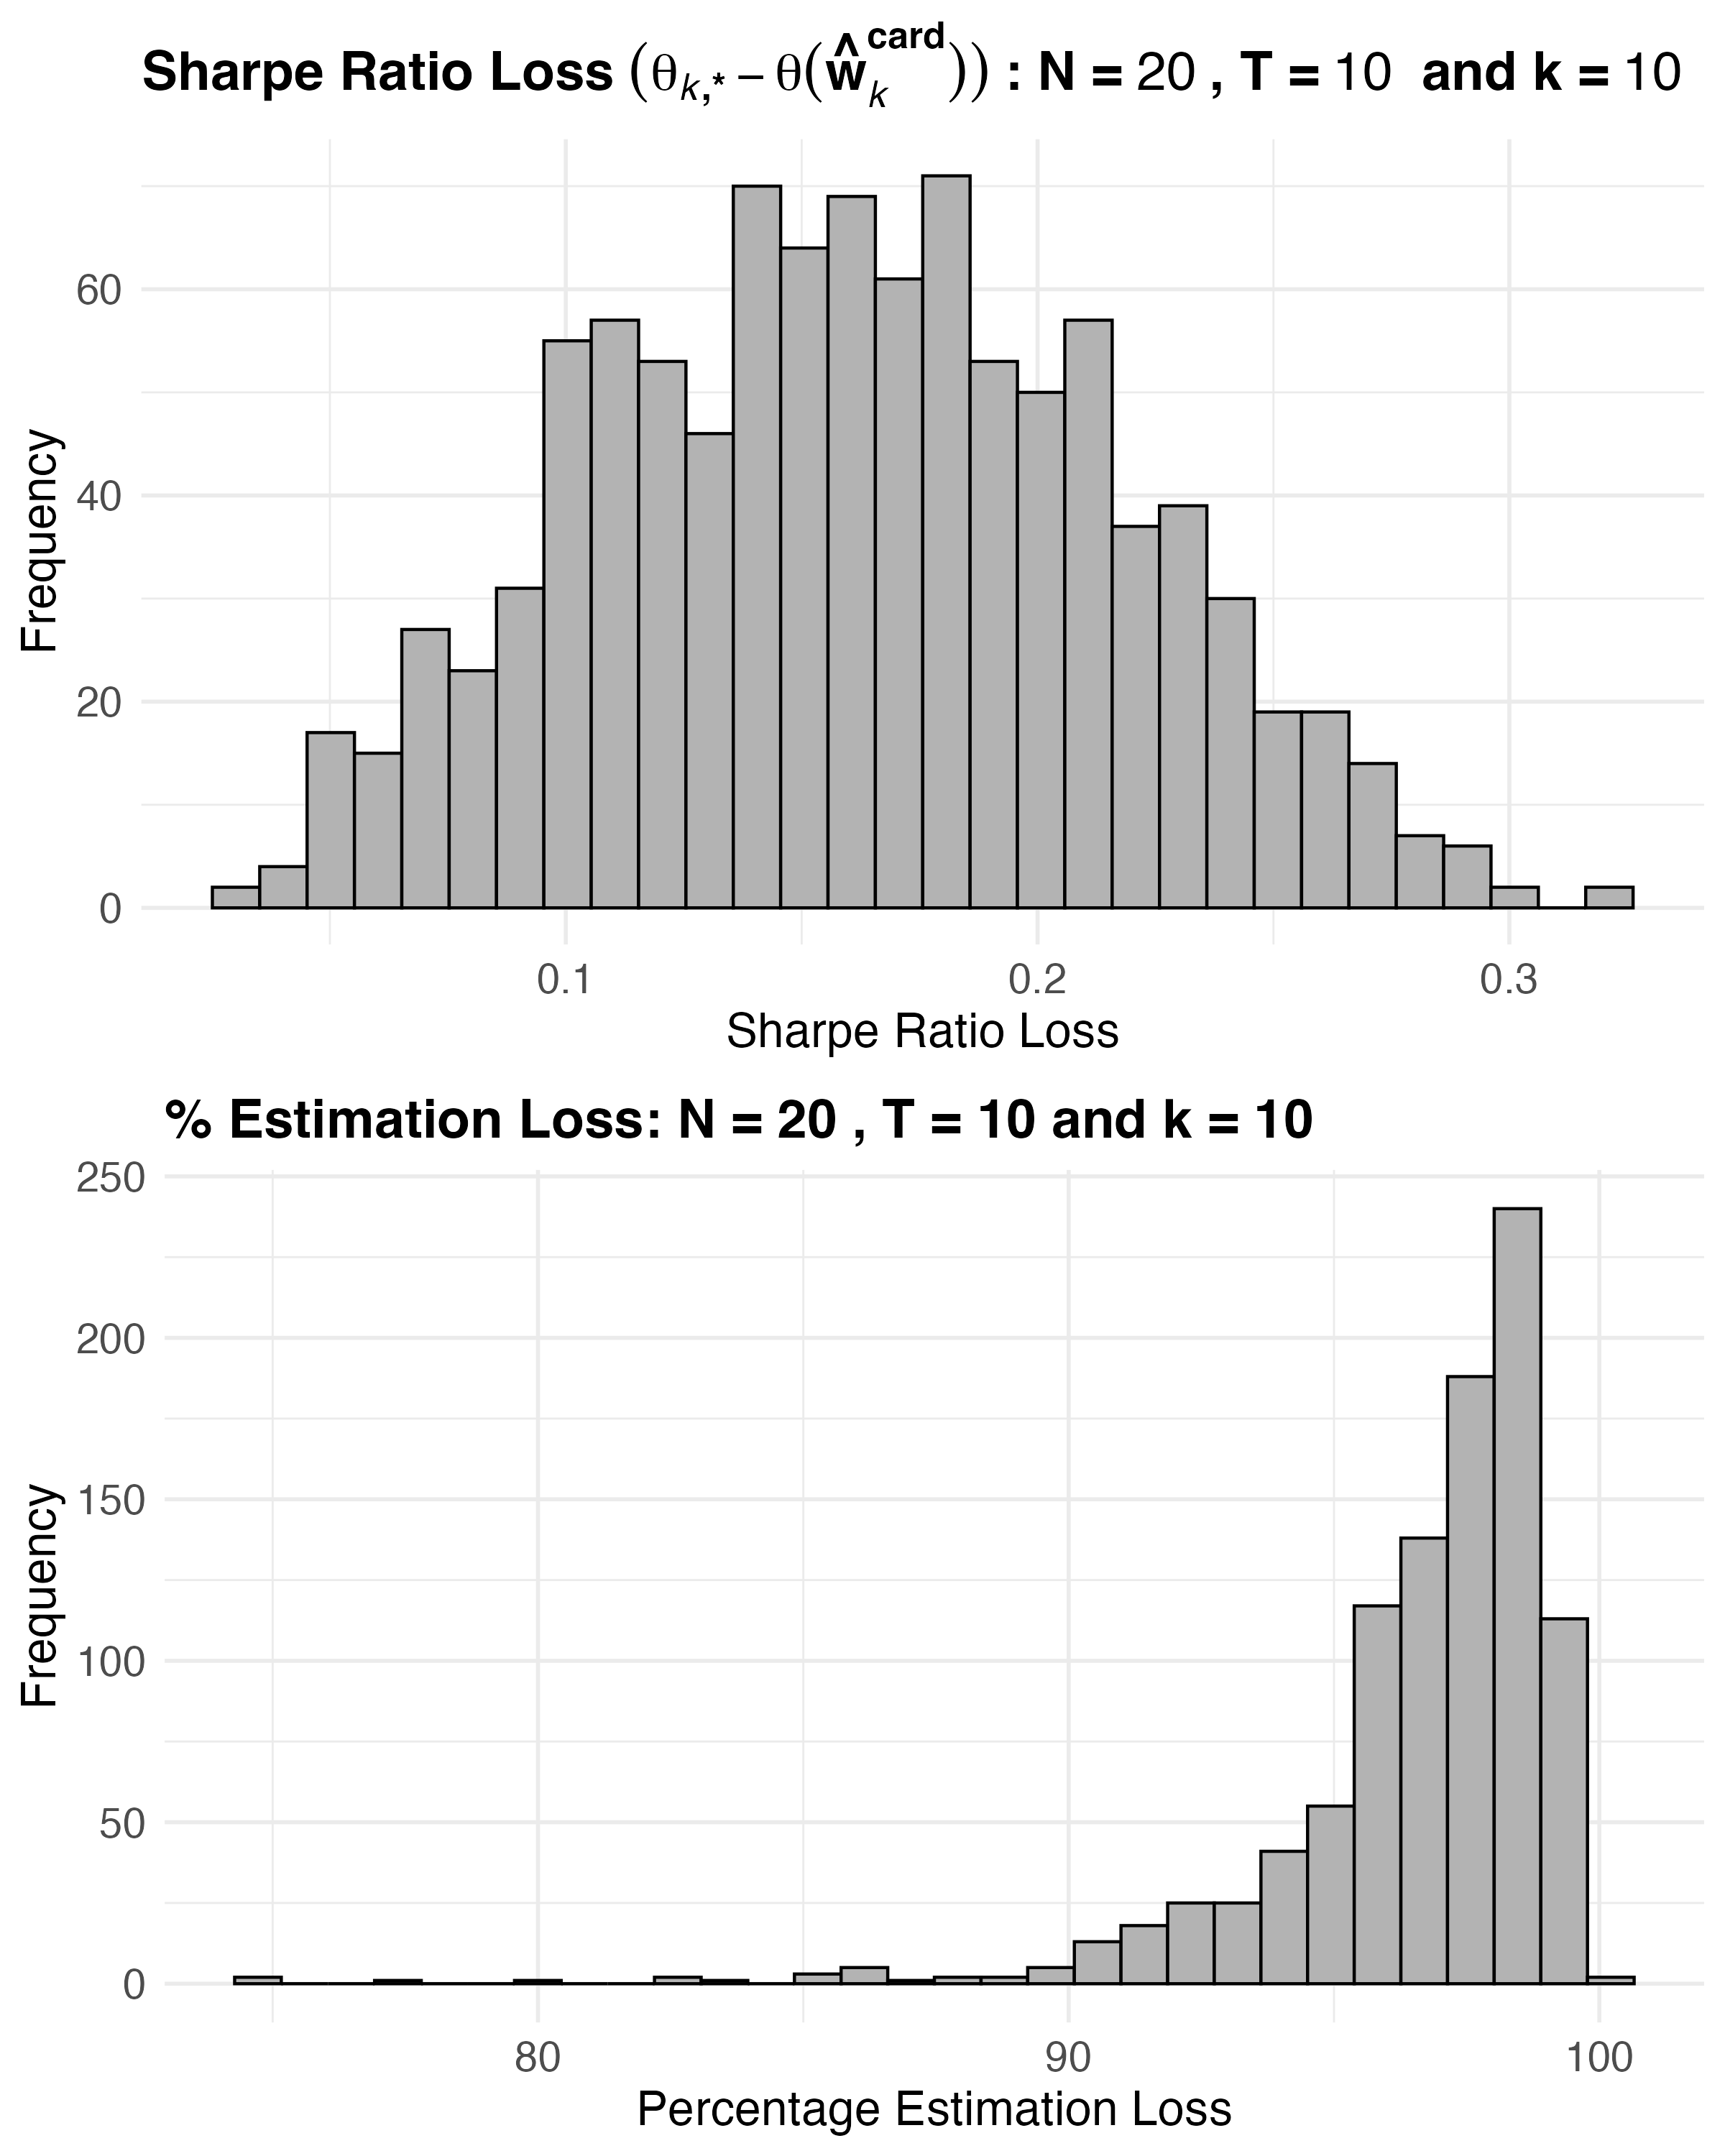 Sharpe Ratio Loss (θk,* − θ(ŵk^card)) : N = 20 , T = 10 and k = 10
Frequency
60
40
20
0
0.1 0.2 0.3
Sharpe Ratio Loss
% Estimation Loss: N = 20 , T = 10 and k = 10
Frequency
250
200
150
100
50
0
80 90 100
Percentage Estimation Loss